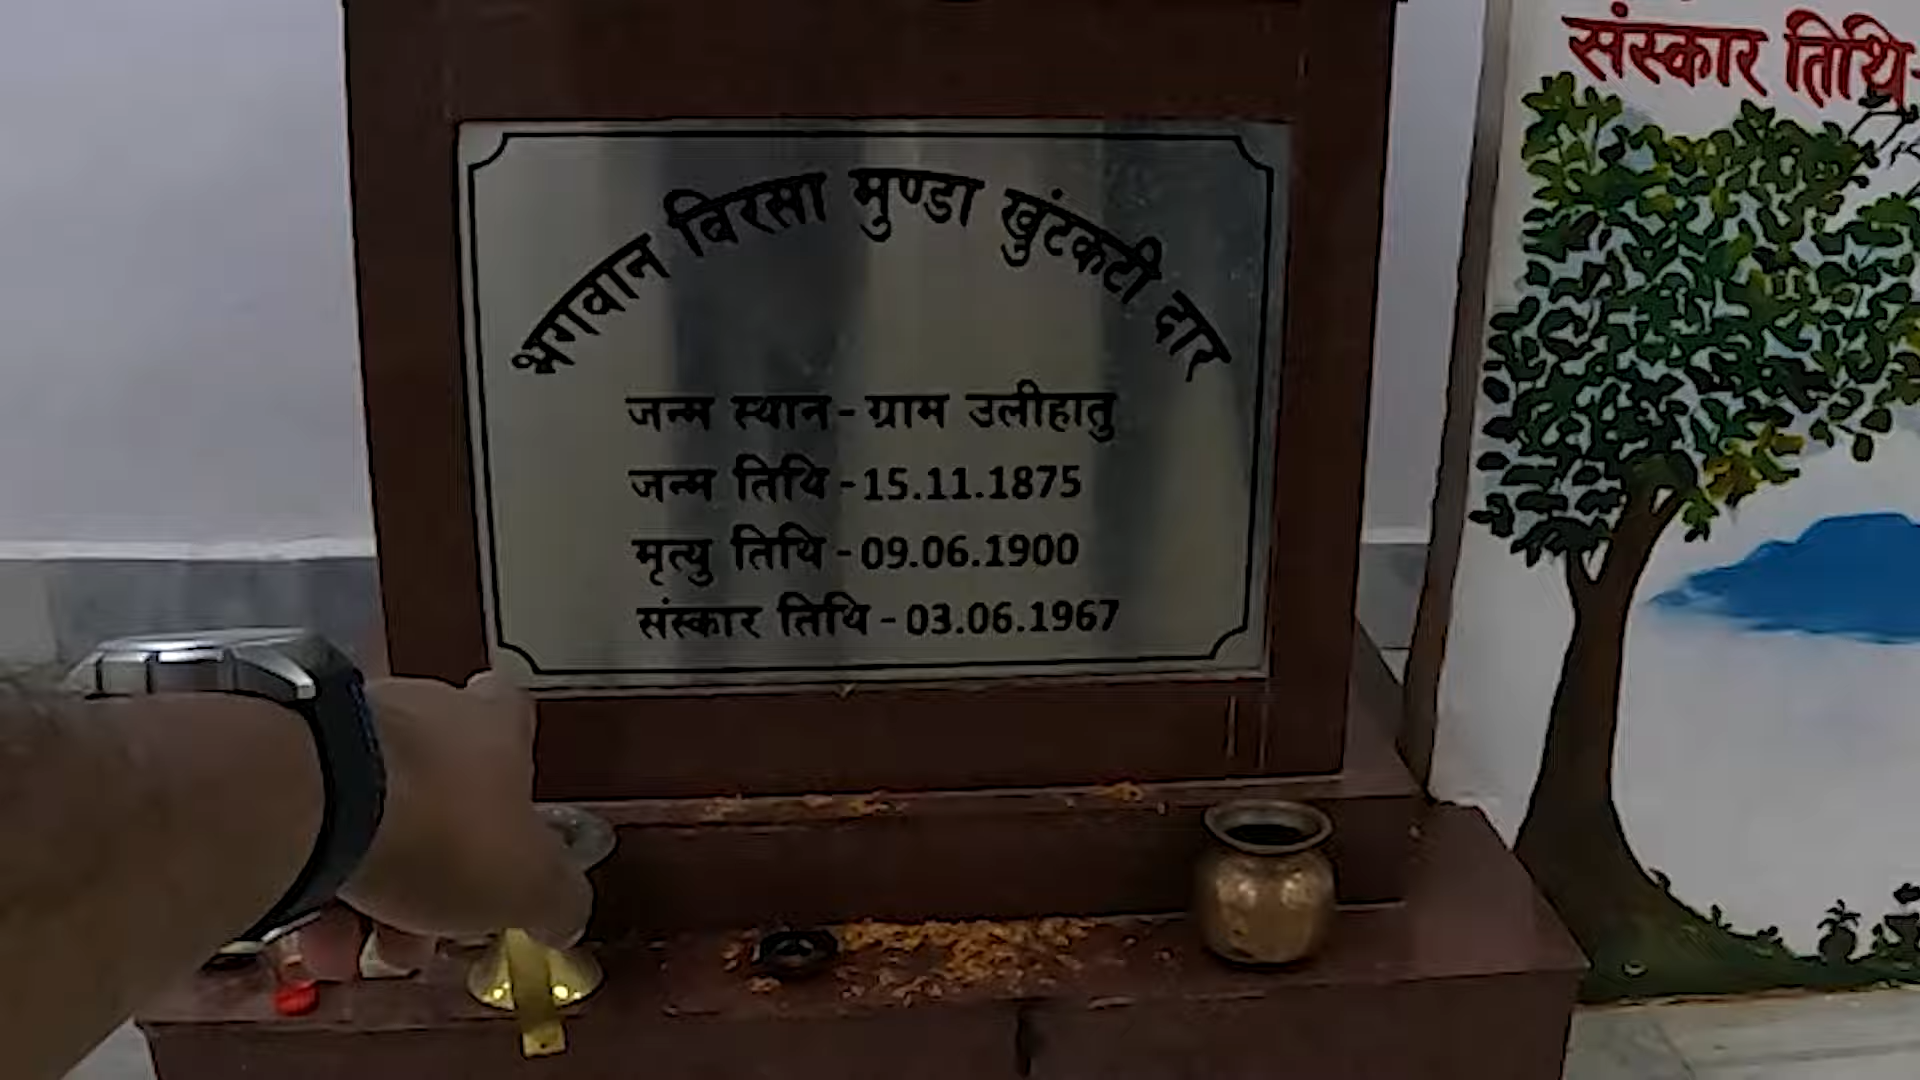 भगवान बिरसा मुण्डा खुंटकटी दार
जन्म स्थान - ग्राम उलीहातु
जन्म तिथि - 15.11.1875
मृत्यु तिथि - 09.06.1900
संस्कार तिथि - 03.06.1967
संस्कार तिथि-